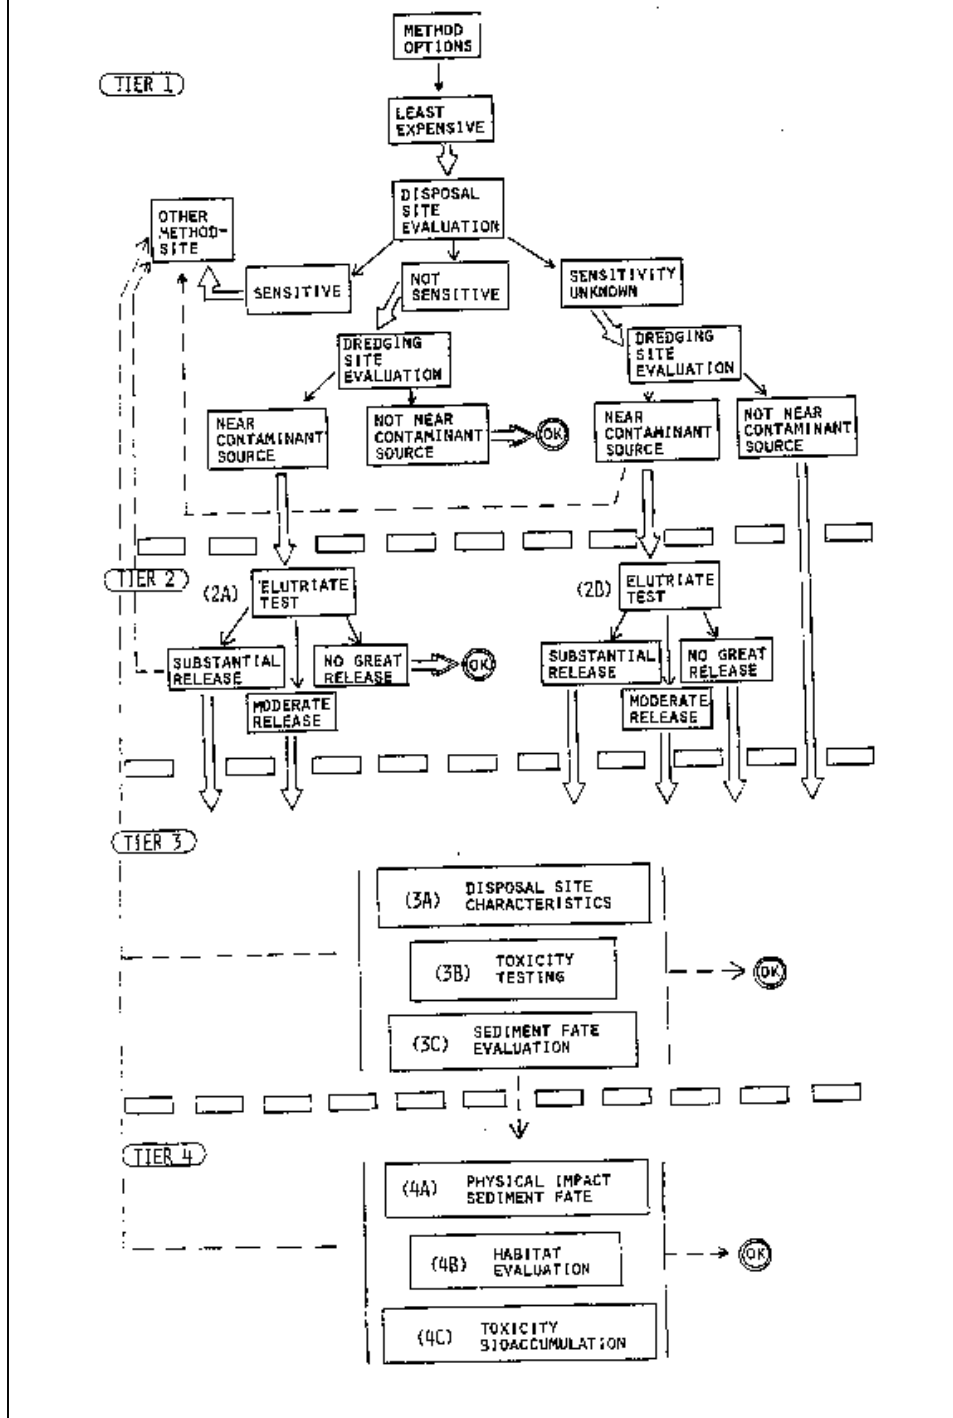 METHOD
OPTIONS
TIER 1
LEAST
EXPENSIVE
DISPOSAL
SITE
EVALUATION
OTHER
METHOD-
SITE
SENSITIVE
NOT
SENSITIVE
SENSITIVITY
UNKNOWN
DREDGING
SITE
EVALUATION
DREDGING
SITE
EVALUATION
NEAR
CONTAMINANT
SOURCE
NOT NEAR
CONTAMINANT
SOURCE
OK
NEAR
CONTAMINANT
SOURCE
NOT NEAR
CONTAMINANT
SOURCE
TIER 2
(2A)
ELUTRIATE
TEST
(2B)
ELUTRIATE
TEST
SUBSTANTIAL
RELEASE
NO GREAT
RELEASE
OK
MODERATE
RELEASE
SUBSTANTIAL
RELEASE
NO GREAT
RELEASE
MODERATE
RELEASE
TIER 3
(3A) DISPOSAL SITE
CHARACTERISTICS
(3B) TOXICITY
TESTING
OK
(3C) SEDIMENT FATE
EVALUATION
TIER 4
(4A) PHYSICAL IMPACT
SEDIMENT FATE
(4B) HABITAT
EVALUATION
OK
(4C) TOXICITY
BIOACCUMULATION